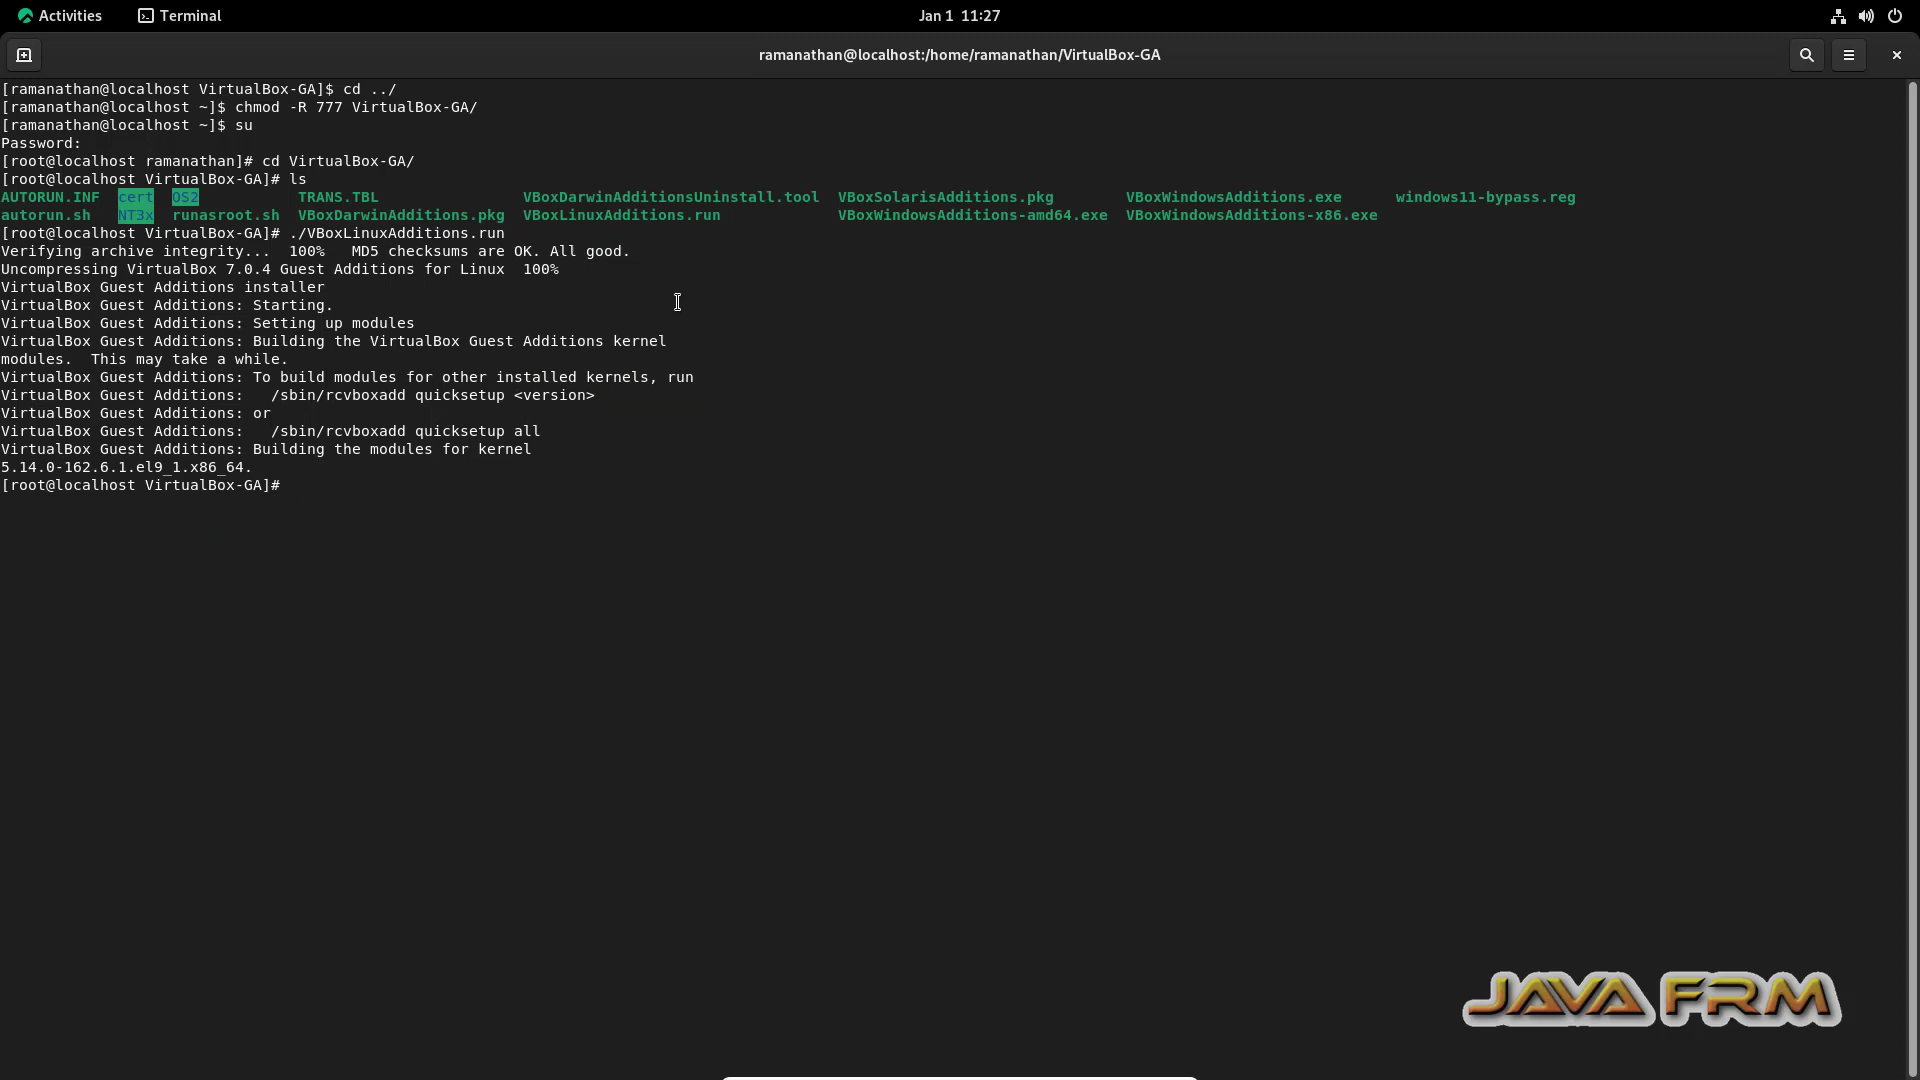 Activities Terminal Jan 1 11:27
ramanathan@localhost:/home/ramanathan/VirtualBox-GA
[ramanathan@localhost VirtualBox-GA]$ cd ../
[ramanathan@localhost ~]$ chmod -R 777 VirtualBox-GA/
[ramanathan@localhost ~]$ su
Password:
[root@localhost ramanathan]# cd VirtualBox-GA/
[root@localhost VirtualBox-GA]# ls
AUTORUN.INF cert OS2 TRANS.TBL VBoxDarwinAdditionsUninstall.tool VBoxSolarisAdditions.pkg VBoxWindowsAdditions.exe windows11-bypass.reg
autorun.sh NT3x runasroot.sh VBoxDarwinAdditions.pkg VBoxLinuxAdditions.run VBoxWindowsAdditions-amd64.exe VBoxWindowsAdditions-x86.exe
[root@localhost VirtualBox-GA]# ./VBoxLinuxAdditions.run
Verifying archive integrity... 100% MD5 checksums are OK. All good.
Uncompressing VirtualBox 7.0.4 Guest Additions for Linux 100%
VirtualBox Guest Additions installer
VirtualBox Guest Additions: Starting.
VirtualBox Guest Additions: Setting up modules
VirtualBox Guest Additions: Building the VirtualBox Guest Additions kernel
modules. This may take a while.
VirtualBox Guest Additions: To build modules for other installed kernels, run
VirtualBox Guest Additions: /sbin/rcvboxadd quicksetup <version>
VirtualBox Guest Additions: or
VirtualBox Guest Additions: /sbin/rcvboxadd quicksetup all
VirtualBox Guest Additions: Building the modules for kernel
5.14.0-162.6.1.el9_1.x86_64.
[root@localhost VirtualBox-GA]#
JAVA FRM